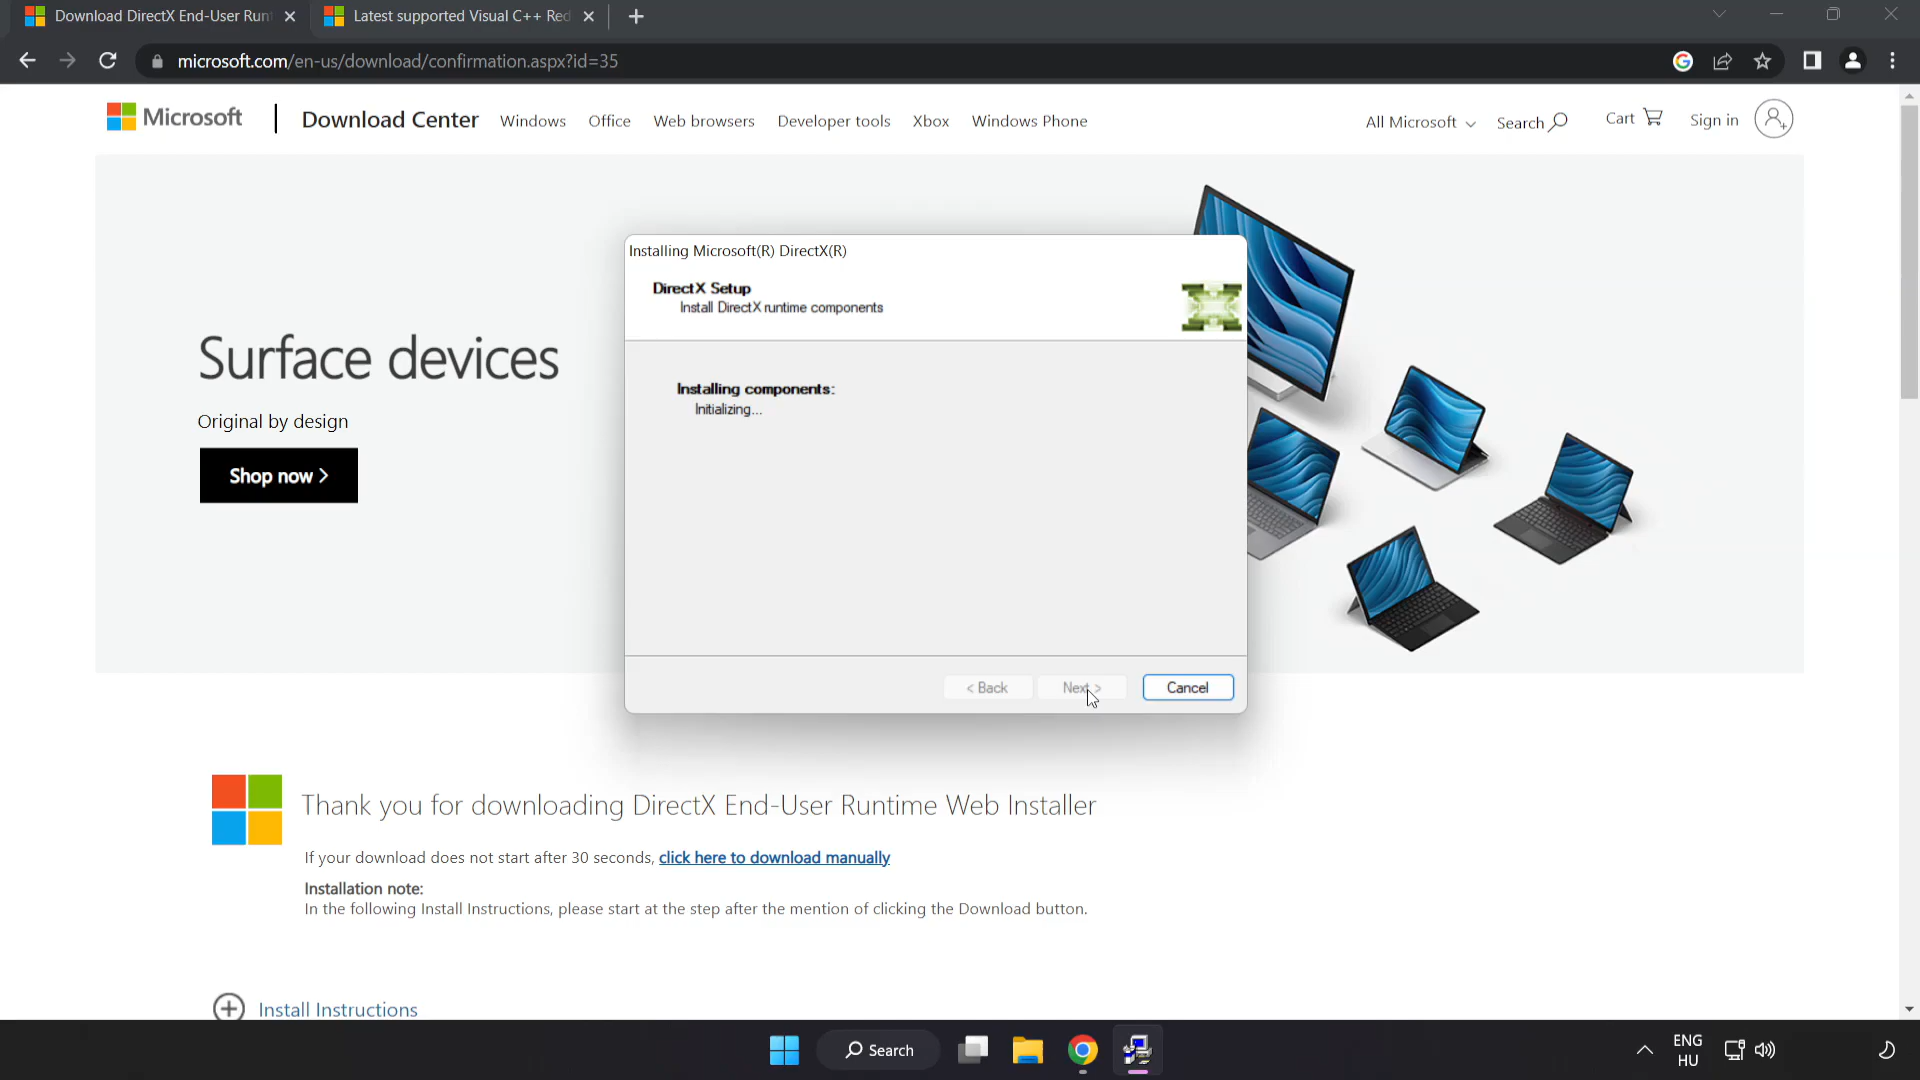 Download DirectX End-User Run
Latest supported Visual C++ Red
microsoft.com/en-us/download/confirmation.aspx?id=35
Microsoft
Download Center
Windows
Office
Web browsers
Developer tools
Xbox
Windows Phone
All Microsoft
Search
Cart
Sign in
Surface devices
Original by design
Shop now >
Installing Microsoft(R) DirectX(R)
DirectX Setup
Install DirectX runtime components
Installing components:
Initializing...
< Back
Next >
Cancel
Thank you for downloading DirectX End-User Runtime Web Installer
If your download does not start after 30 seconds, click here to download manually
Installation note:
In the following Install Instructions, please start at the step after the mention of clicking the Download button.
Install Instructions
Search
ENG
HU